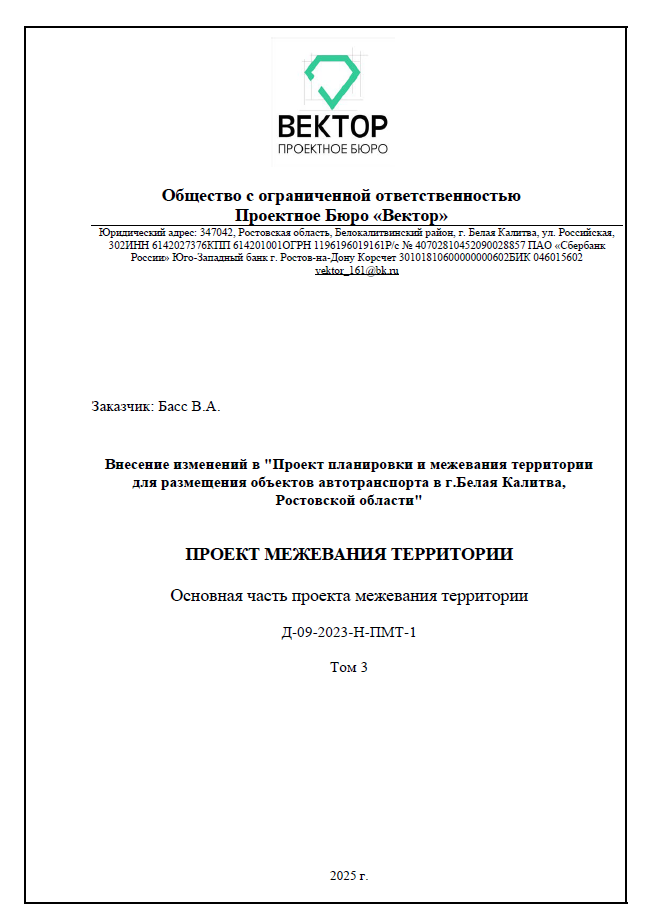 ВЕКТОР
ПРОЕКТНОЕ БЮРО
Общество с ограниченной ответственностью
Проектное Бюро «Вектор»
Юридический адрес: 347042, Ростовская область, Белокалитвинский район, г. Белая Калитва, ул. Российская,
302ИНН 6142027376КПП 614201001ОГРН 1196196019161Р/с № 40702810452090028857 ПАО «Сбербанк
России» Юго-Западный банк г. Ростов-на-Дону Корсчет 30101810600000000602БИК 046015602
vektor_161@bk.ru
Заказчик: Басс В.А.
Внесение изменений в "Проект планировки и межевания территории
для размещения объектов автотранспорта в г.Белая Калитва,
Ростовской области"
ПРОЕКТ МЕЖЕВАНИЯ ТЕРРИТОРИИ
Основная часть проекта межевания территории
Д-09-2023-Н-ПМТ-1
Том 3
2025 г.